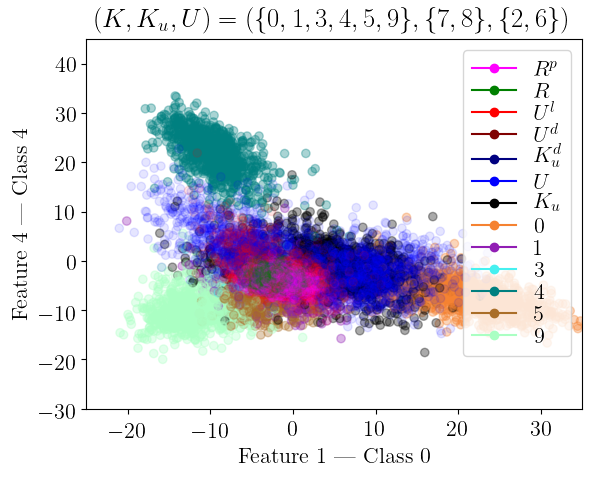 (K, K_u, U) = ({0, 1, 3, 4, 5, 9}, {7, 8}, {2, 6})
40
30
20
10
0
−10
−20
−30
Feature 4 — Class 4
R^p
R
U^l
U^d
K_u^d
U
K_u
0
1
3
4
5
9
−20 −10 0 10 20 30
Feature 1 — Class 0